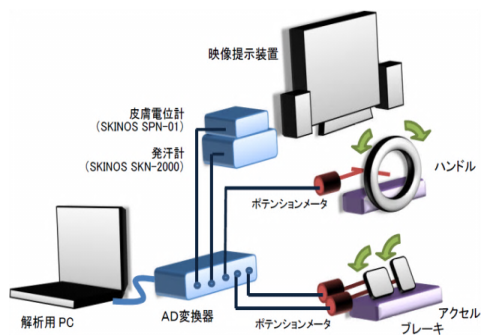 映像提示装置
皮膚電位計
(SKINOS SPN-01)
発汗計
(SKINOS SKN-2000)
ハンドル
ポテンションメータ
解析用 PC
AD変換器
ポテンションメータ
アクセル
ブレーキ